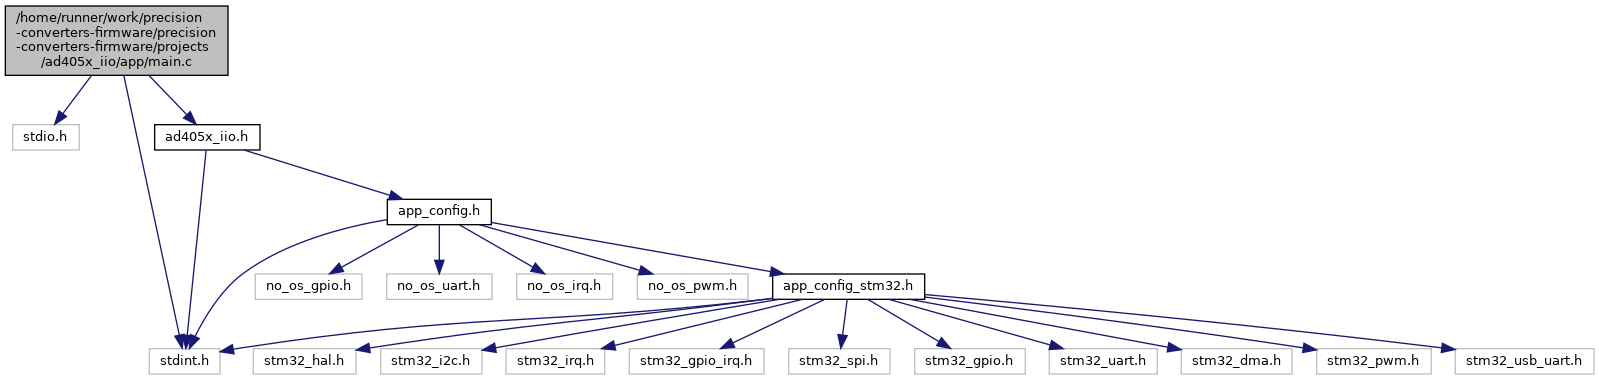 /home/runner/work/precision
-converters-firmware/precision
-converters-firmware/projects
/ad405x_iio/app/main.c
stdio.h
ad405x_iio.h
app_config.h
no_os_gpio.h
no_os_uart.h
no_os_irq.h
no_os_pwm.h
app_config_stm32.h
stdint.h
stm32_hal.h
stm32_i2c.h
stm32_irq.h
stm32_gpio_irq.h
stm32_spi.h
stm32_gpio.h
stm32_uart.h
stm32_dma.h
stm32_pwm.h
stm32_usb_uart.h